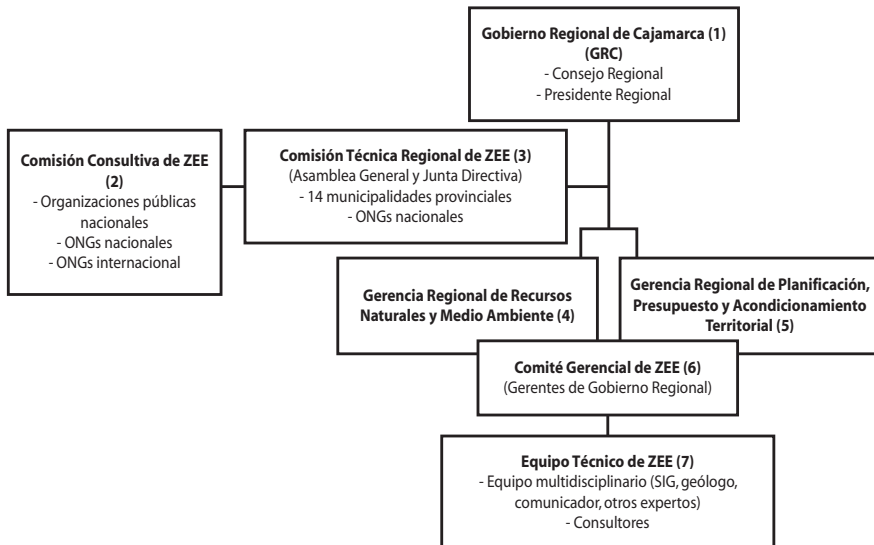 Gobierno Regional de Cajamarca (1)
(GRC)
- Consejo Regional
- Presidente Regional
Comisión Consultiva de ZEE
(2)
- Organizaciones públicas
nacionales
- ONGs nacionales
- ONGs internacional
Comisión Técnica Regional de ZEE (3)
(Asamblea General y Junta Directiva)
- 14 municipalidades provinciales
- ONGs nacionales
Gerencia Regional de Recursos
Naturales y Medio Ambiente (4)
Gerencia Regional de Planificación,
Presupuesto y Acondicionamiento
Territorial (5)
Comité Gerencial de ZEE (6)
(Gerentes de Gobierno Regional)
Equipo Técnico de ZEE (7)
- Equipo multidisciplinario (SIG, geólogo,
comunicador, otros expertos)
- Consultores